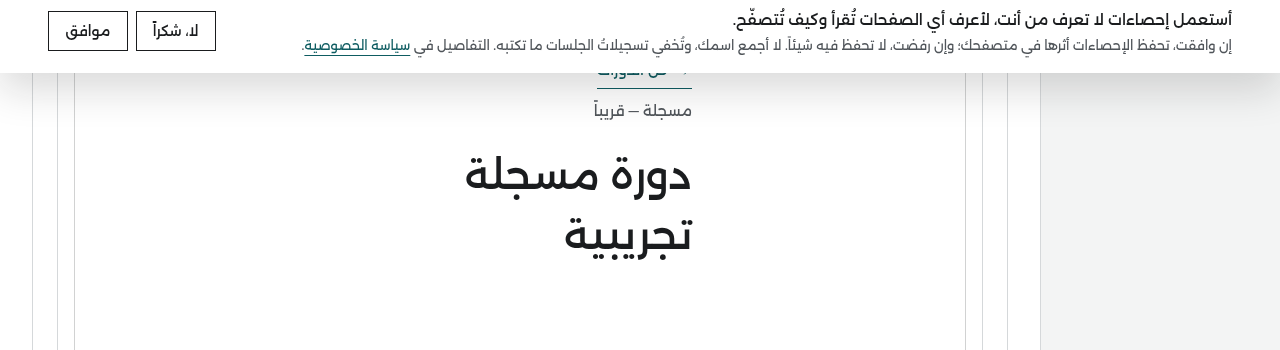 أستعمل إحصاءات لا تعرف من أنت، لأعرف أي الصفحات تُقرأ وكيف تُتصفّح.
إن وافقت، تحفظ الإحصاءات أثرها في متصفحك؛ وإن رفضت، لا تحفظ فيه شيئاً. لا أجمع اسمك، وتُخفي تسجيلاتُ الجلسات ما تكتبه. التفاصيل في سياسة الخصوصية.
لا، شكراً
موافق
مسجلة — قريباً
دورة مسجلة
تجريبية